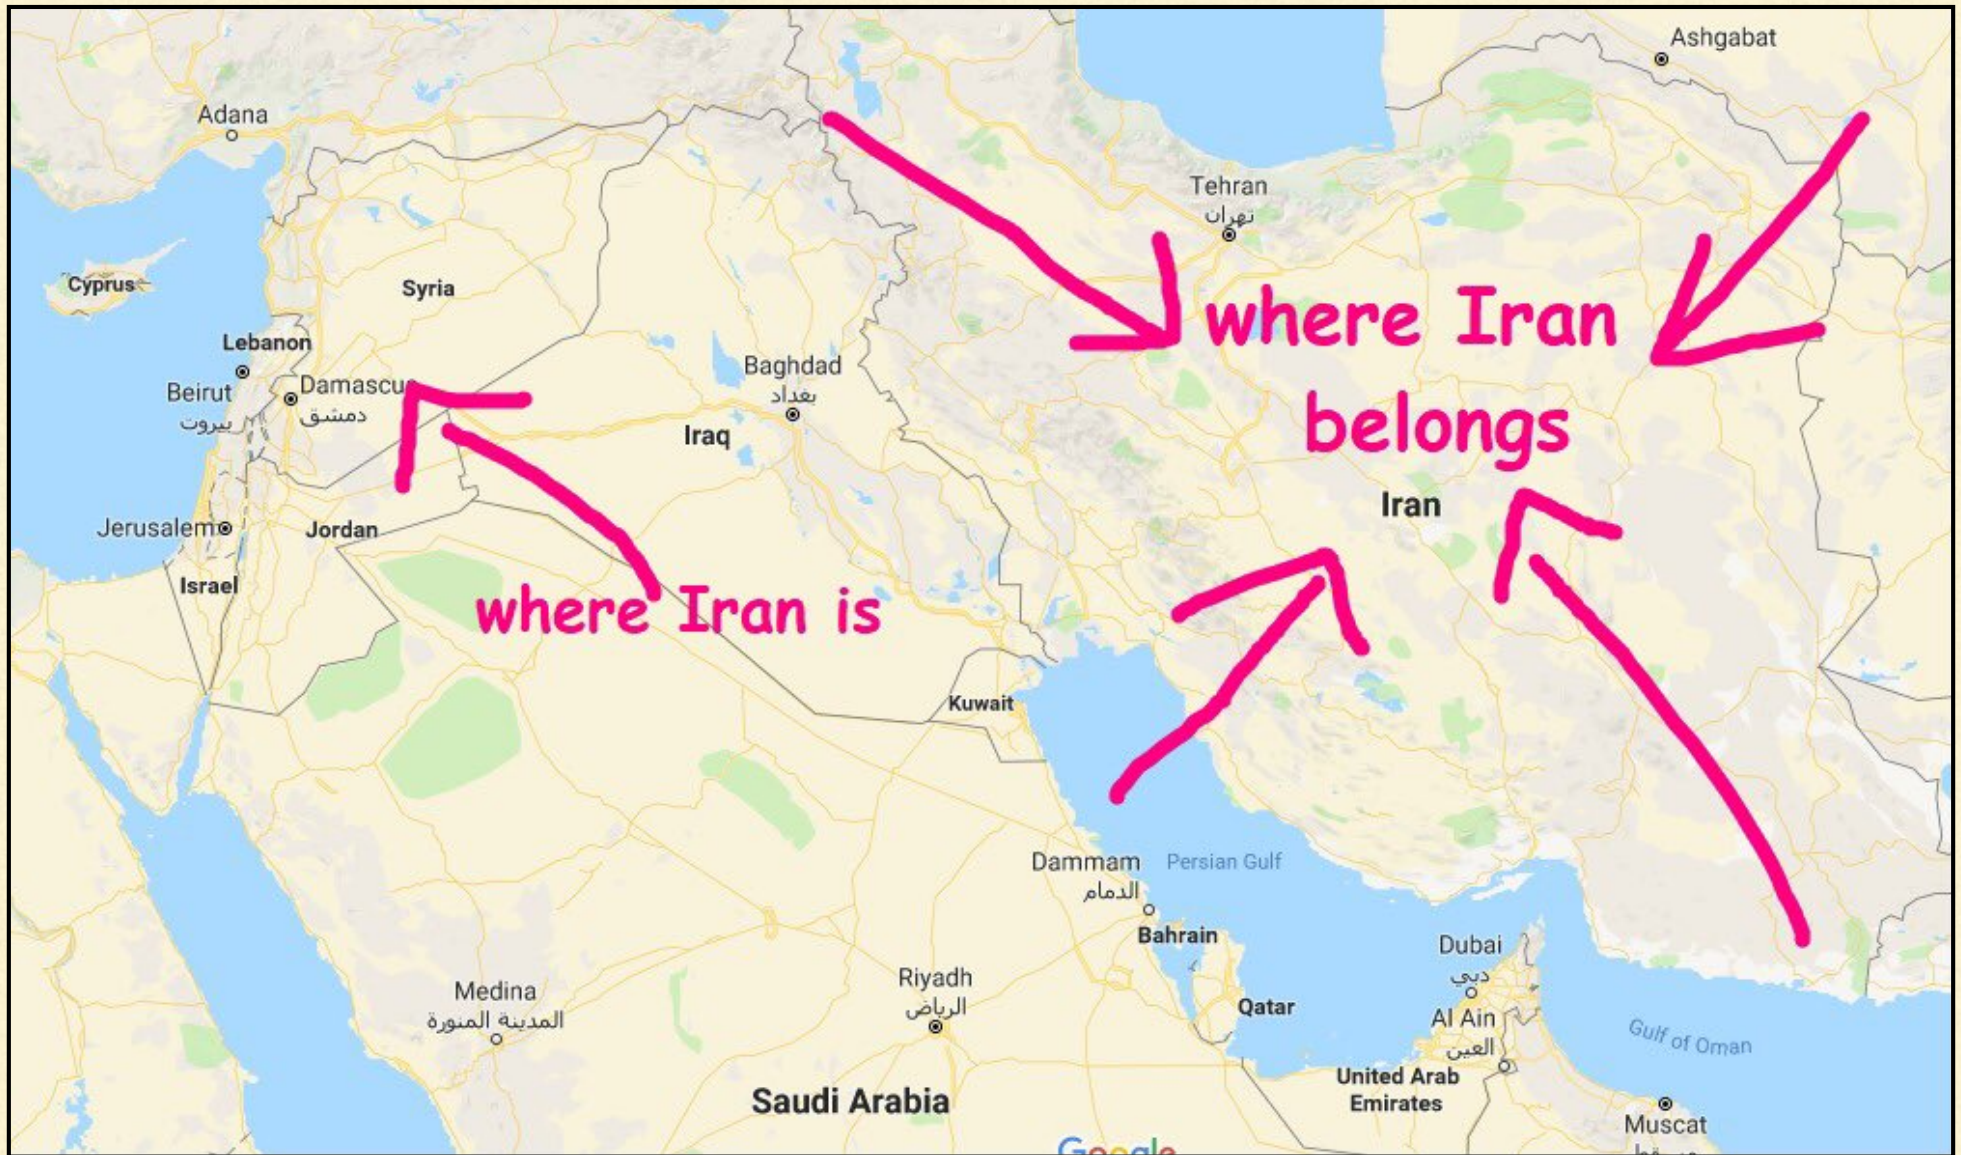 Ashgabat
Adana
Tehran
تهران
Cyprus
Syria
where Iran
belongs
Lebanon
Beirut
بيروت
Damascus
دمشق
Baghdad
بغداد
Iraq
Iran
Jerusalem
Jordan
Israel
where Iran is
Kuwait
Dammam
الدمام
Persian Gulf
Bahrain
Dubai
دبي
Medina
المدينة المنورة
Riyadh
الرياض
Qatar
Al Ain
العين
Gulf of Oman
United Arab
Emirates
Saudi Arabia
Muscat
Google